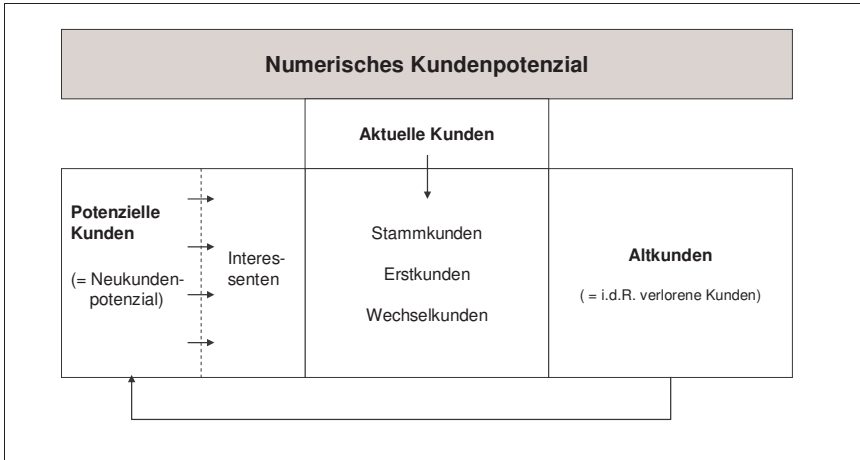 Numerisches Kundenpotenzial
Aktuelle Kunden
Potenzielle
Kunden
(= Neukunden-
potenzial)
Interes-
senten
Stammkunden
Erstkunden
Wechselkunden
Altkunden
( = i.d.R. verlorene Kunden)